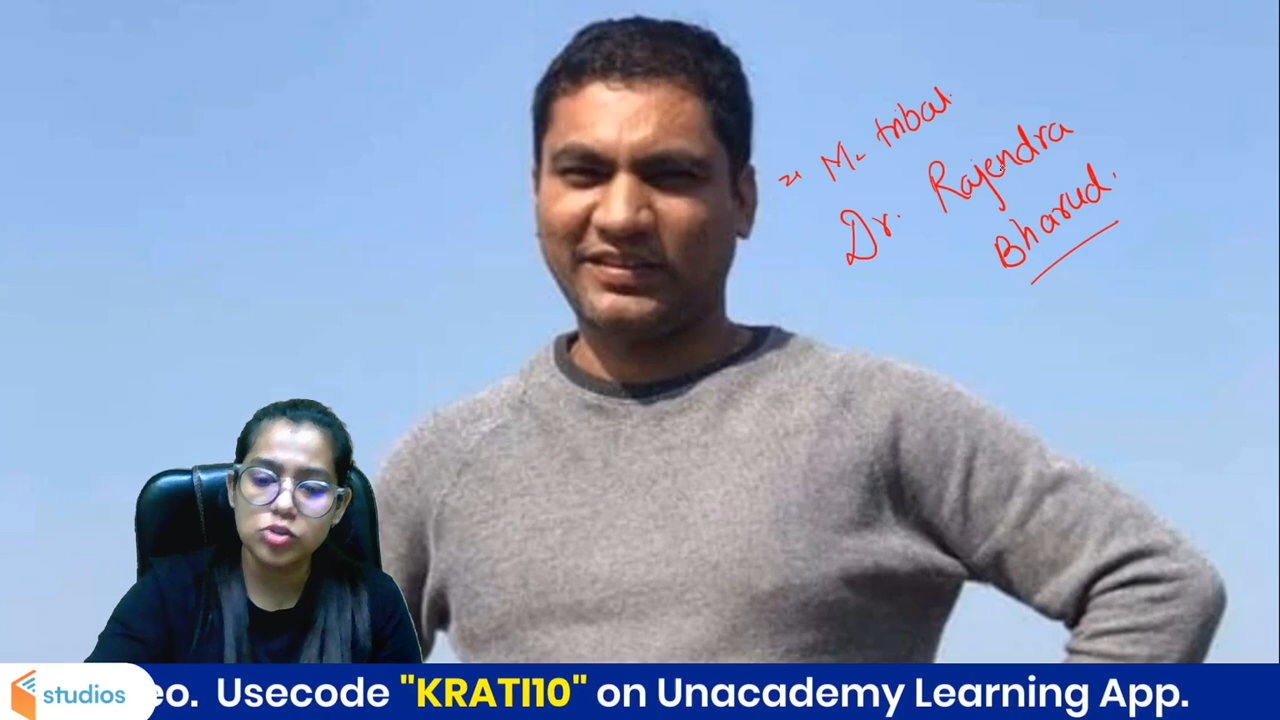 M- tribal.
Dr. Rajendra
Bharud.
studios
eo. Usecode "KRATI10" on Unacademy Learning App.